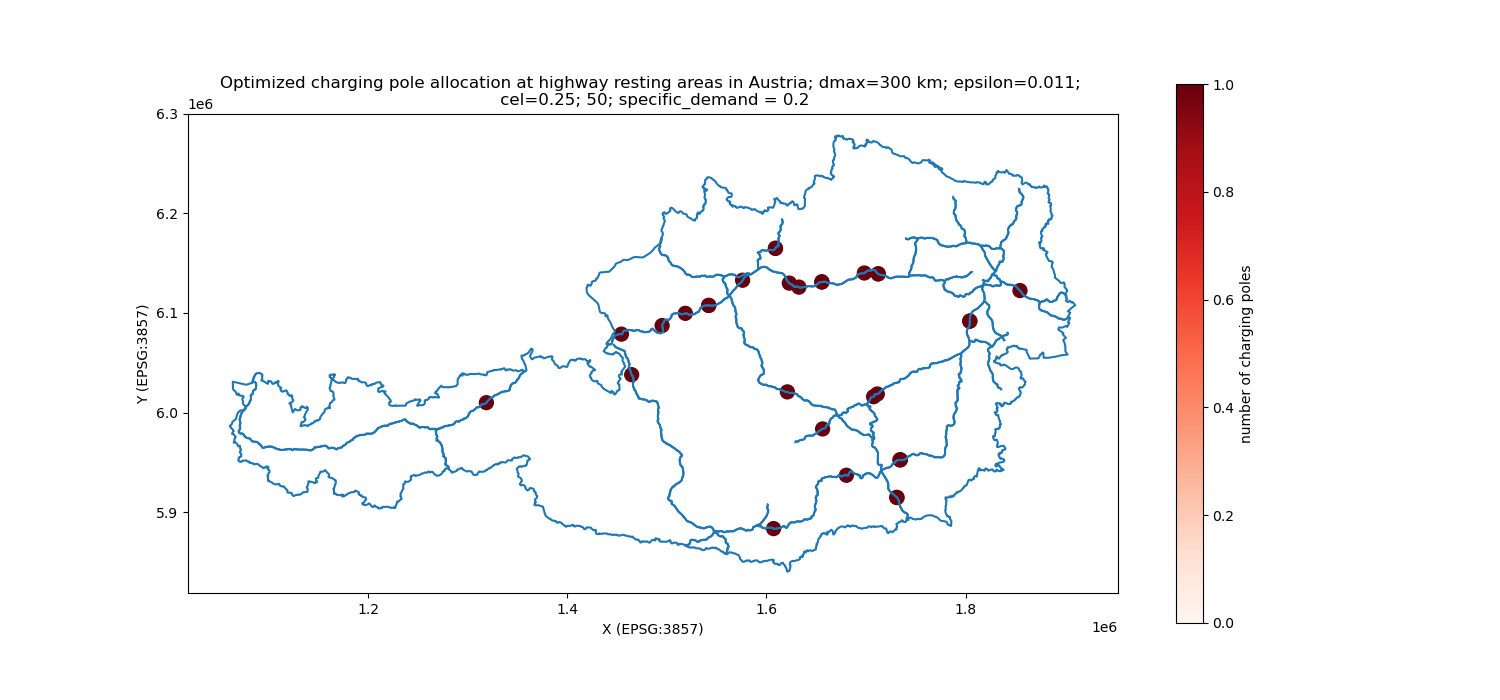 Optimized charging pole allocation at highway resting areas in Austria; dmax=300 km; epsilon=0.011;
cel=0.25; 50; specific_demand = 0.2
1e6
6.3
6.2
6.1
6.0
5.9
Y (EPSG:3857)
1.2
1.4
1.6
1.8
X (EPSG:3857)
1e6
1.0
0.8
0.6
0.4
0.2
0.0
number of charging poles